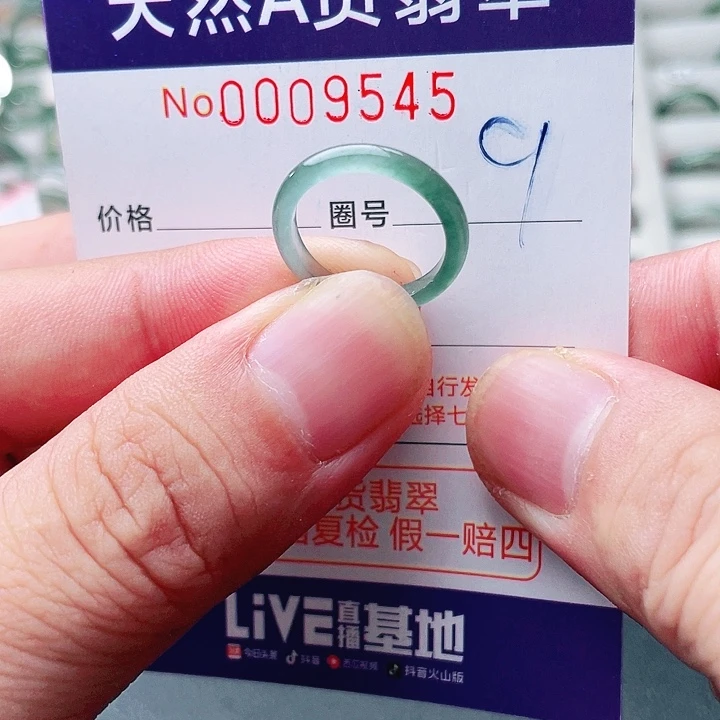 天然A货翡翠
No0009545
价格 圈号 9
自行发
择七
货翡翠
复检 假一赔四
LiVE直播基地
今日头条 抖音 西瓜视频 抖音火山版